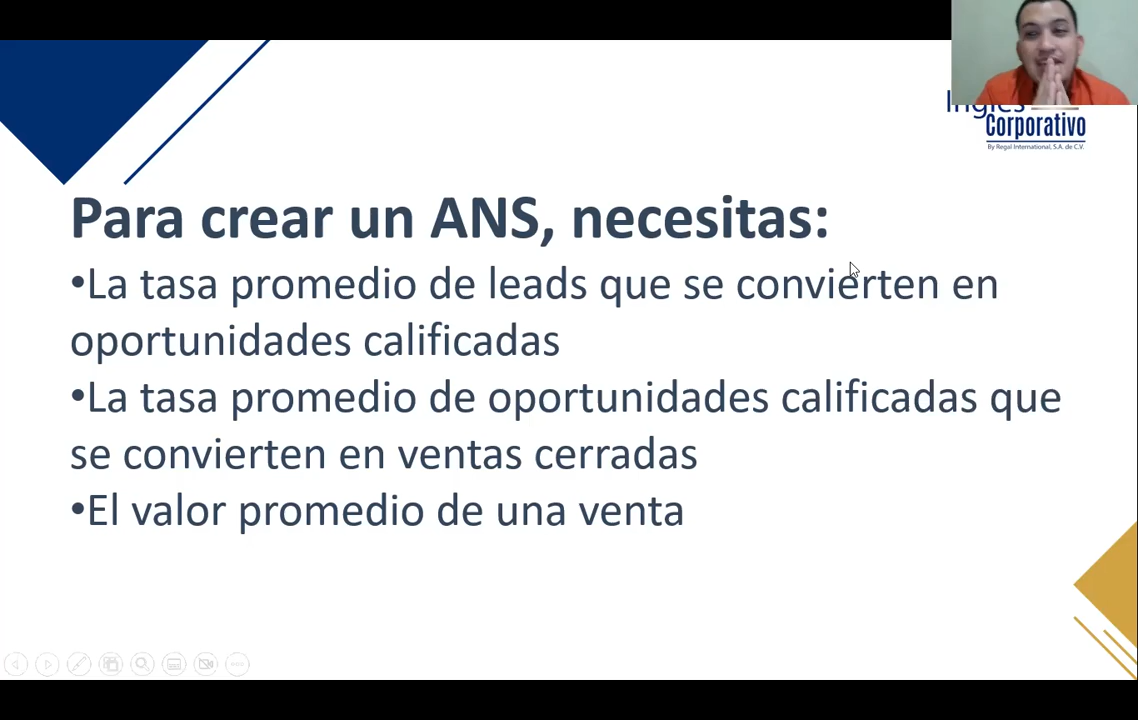 Inglés
Corporativo
By Regal International, S.A. de C.V.
Para crear un ANS, necesitas:
•La tasa promedio de leads que se convierten en
oportunidades calificadas
•La tasa promedio de oportunidades calificadas que
se convierten en ventas cerradas
•El valor promedio de una venta